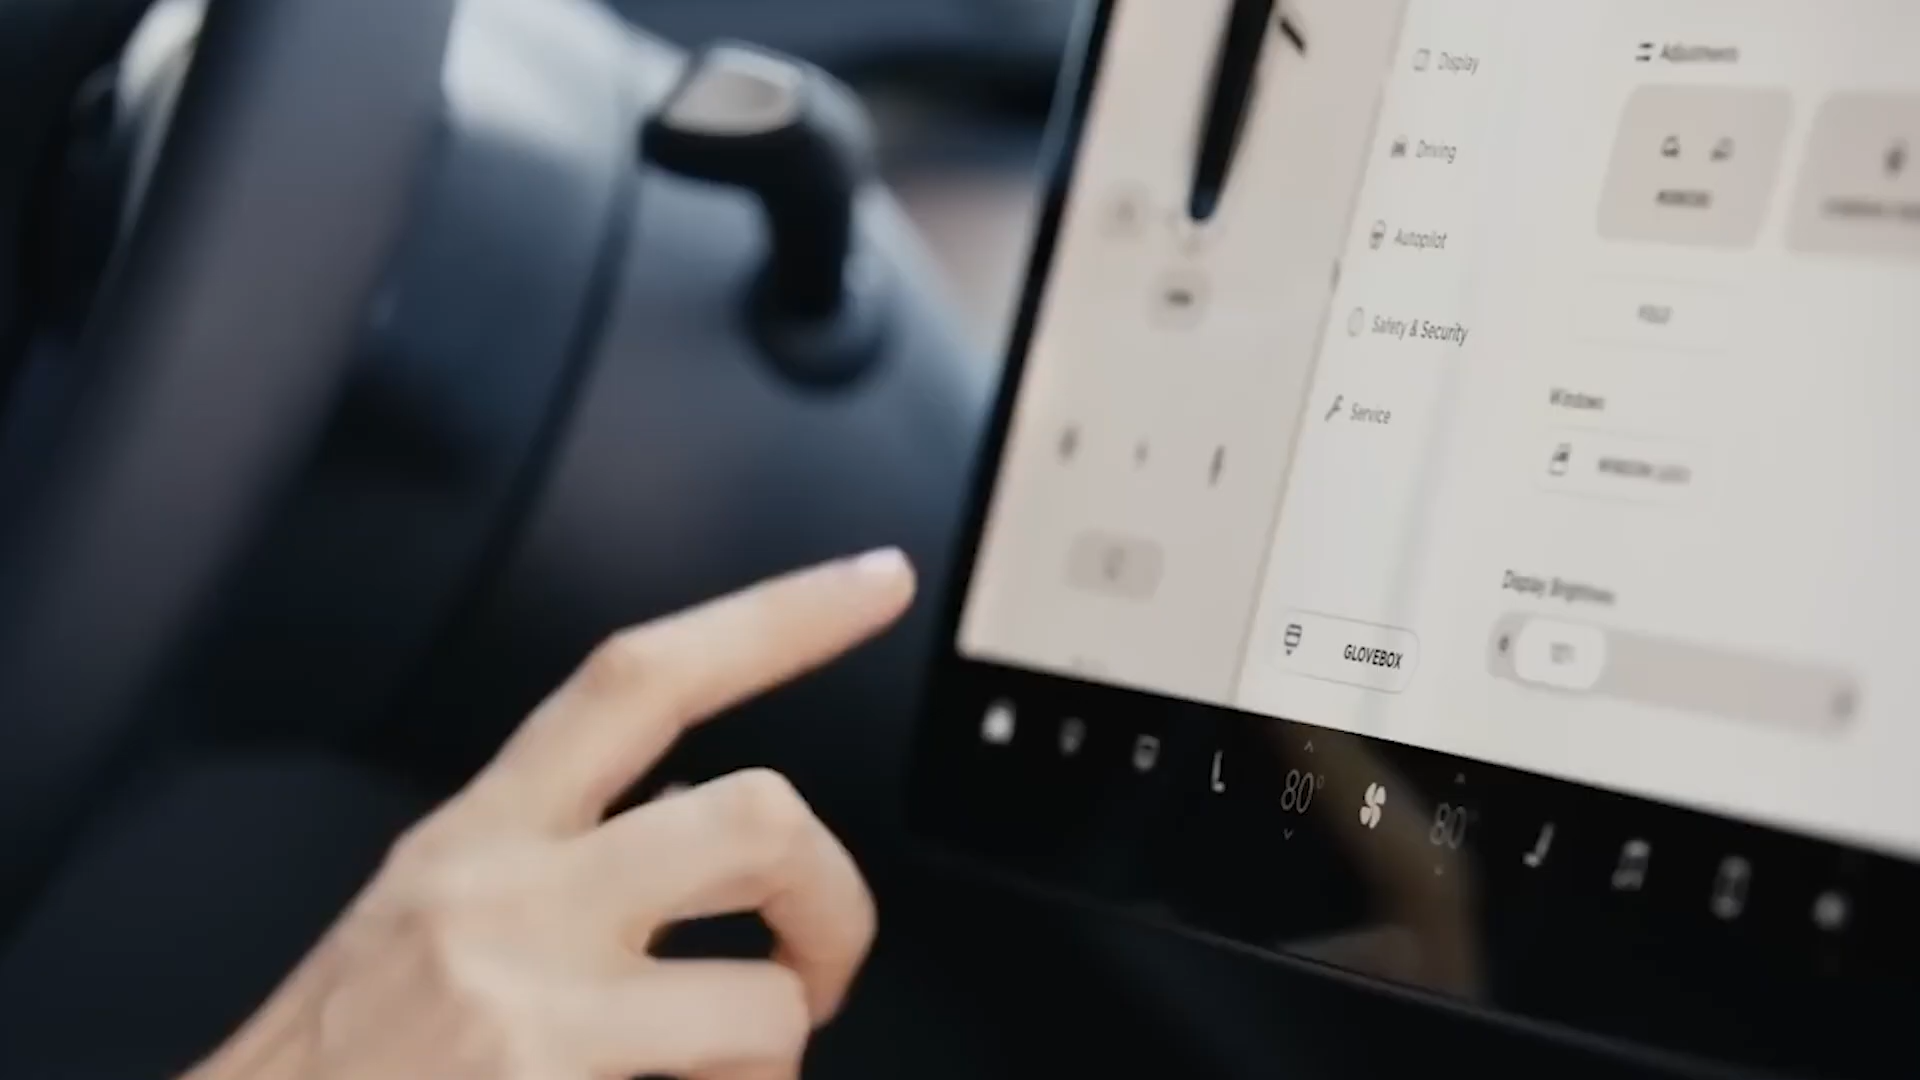 Display
Adjustments
Driving
Autopilot
Safety & Security
Service
Windows
Display Brightness
GLOVEBOX
80°
80°